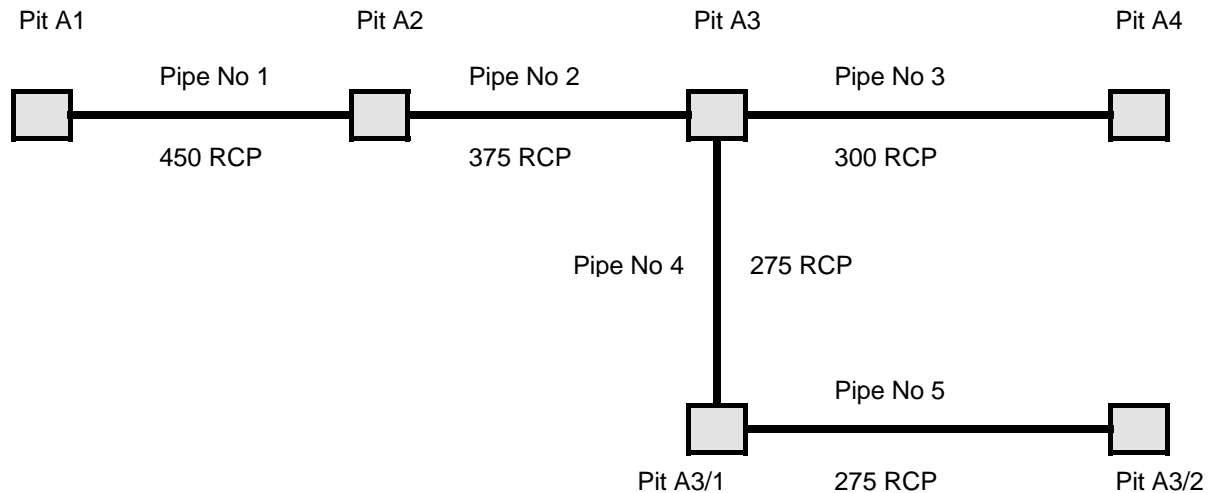 Pit A1 Pit A2 Pit A3 Pit A4
Pipe No 1 Pipe No 2 Pipe No 3
450 RCP 375 RCP 300 RCP
Pipe No 4 275 RCP
Pipe No 5
Pit A3/1 275 RCP Pit A3/2